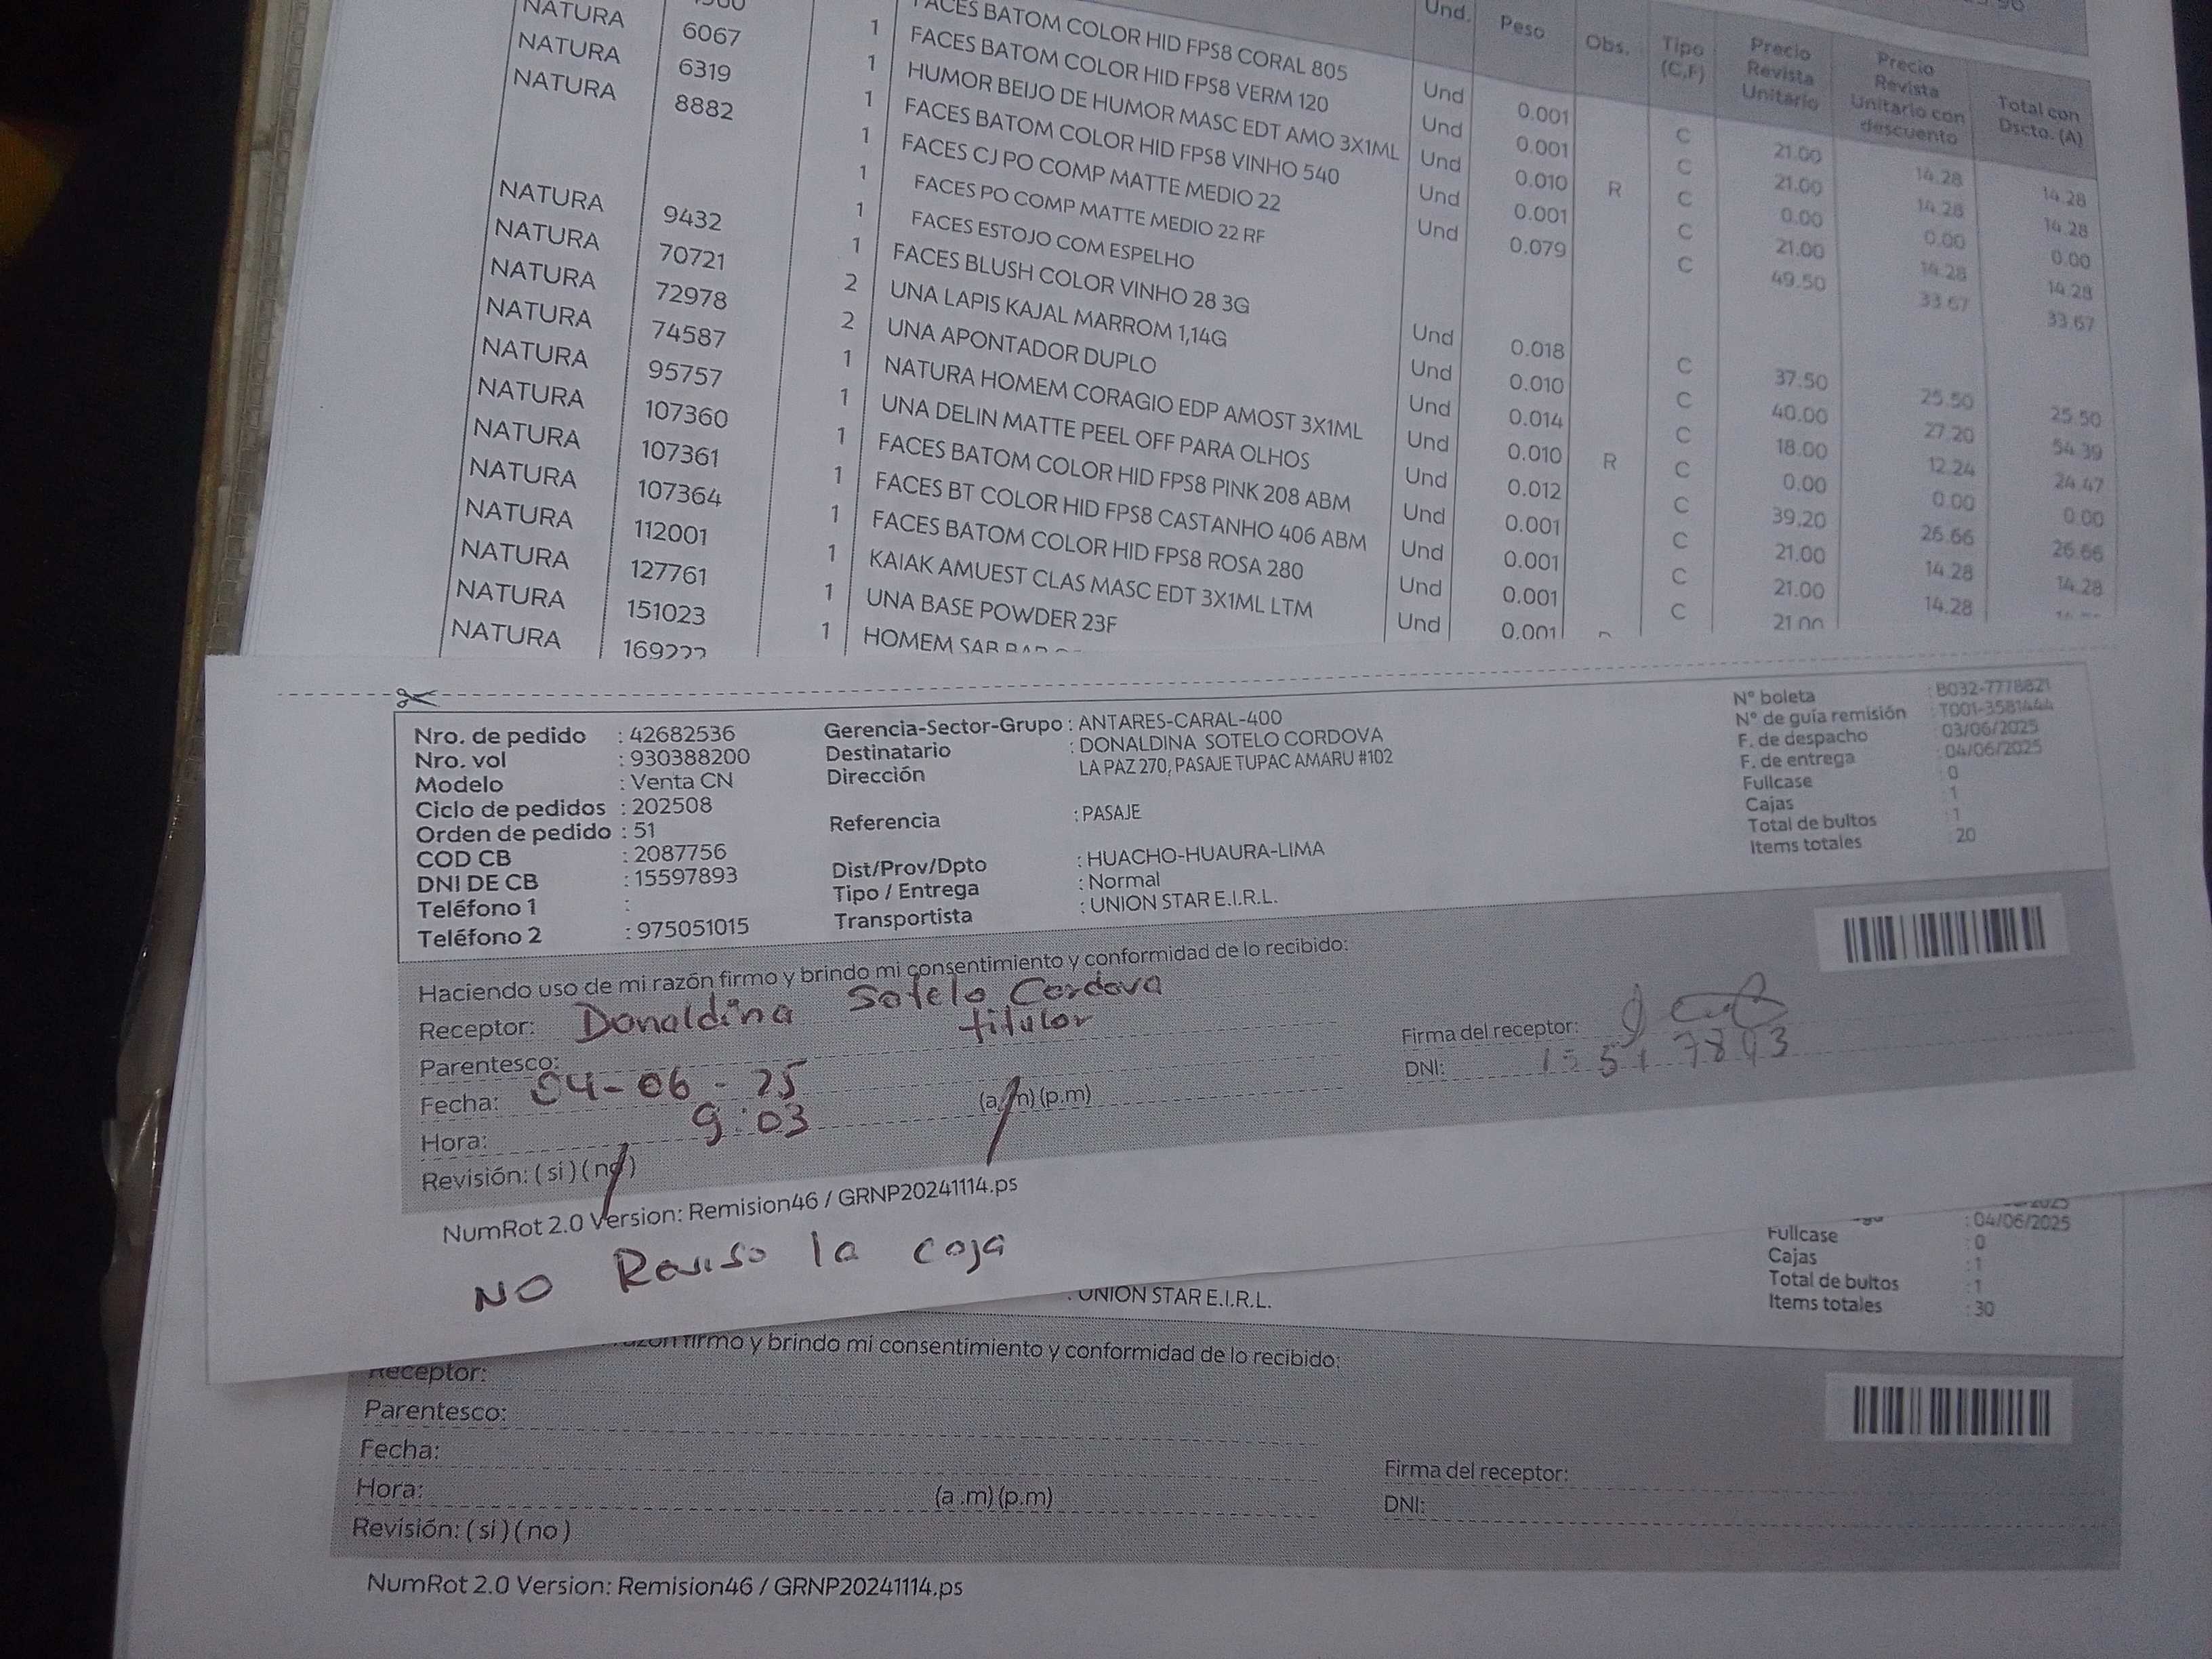 Und. Peso Obs. Tipo (C,F) Precio Revista Unitario Precio Revista Unitario con descuento Total con Dscto. (A)
NATURA 1 FACES BATOM COLOR HID FPS8 CORAL 805 Und 0.001 C 21.00 14.28 14.28
NATURA 6067 1 FACES BATOM COLOR HID FPS8 VERM 120 Und 0.001 C 21.00 14.28 14.28
NATURA 6319 1 HUMOR BEIJO DE HUMOR MASC EDT AMO 3X1ML Und 0.010 R C 0.00 0.00 0.00
8882 1 FACES BATOM COLOR HID FPS8 VINHO 540 Und 0.001 C 21.00 14.28 14.28
1 FACES CJ PO COMP MATTE MEDIO 22 Und 0.079 C 49.50 33.67 33.67
1 FACES PO COMP MATTE MEDIO 22 RF
1 FACES ESTOJO COM ESPELHO
NATURA 9432 1 FACES BLUSH COLOR VINHO 28 3G Und 0.018 C 37.50 25.50 25.50
NATURA 70721 2 UNA LAPIS KAJAL MARROM 1,14G Und 0.010 C 40.00 27.20 54.39
NATURA 72978 2 UNA APONTADOR DUPLO Und 0.014 C 18.00 12.24 24.47
NATURA 74587 1 NATURA HOMEM CORAGIO EDP AMOST 3X1ML Und 0.010 R C 0.00 0.00 0.00
NATURA 95757 1 UNA DELIN MATTE PEEL OFF PARA OLHOS Und 0.012 C 39.20 26.66 26.66
NATURA 107360 1 FACES BATOM COLOR HID FPS8 PINK 208 ABM Und 0.001 C 21.00 14.28 14.28
NATURA 107361 1 FACES BT COLOR HID FPS8 CASTANHO 406 ABM Und 0.001 C 21.00 14.28
NATURA 107364 1 FACES BATOM COLOR HID FPS8 ROSA 280 Und 0.001 C 21.00
NATURA 112001 1 KAIAK AMUEST CLAS MASC EDT 3X1ML LTM Und 0.001
NATURA 127761 1 UNA BASE POWDER 23F
NATURA 151023 1 HOMEM SAB BAR
NATURA 169222
Nro. de pedido : 42682536
Nro. vol : 930388200
Modelo : Venta CN
Ciclo de pedidos : 202508
Orden de pedido : 51
COD CB : 2087756
DNI DE CB : 15597893
Teléfono 1 :
Teléfono 2 : 975051015
Gerencia-Sector-Grupo : ANTARES-CARAL-400
Destinatario : DONALDINA SOTELO CORDOVA
Dirección LA PAZ 270, PASAJE TUPAC AMARU #102
Referencia : PASAJE
Dist/Prov/Dpto : HUACHO-HUAURA-LIMA
Tipo / Entrega : Normal
Transportista : UNION STAR E.I.R.L.
N° boleta : B032-7778821
N° de guía remisión : T001-3581444
F. de despacho : 03/06/2025
F. de entrega : 04/06/2025
Fullcase : 0
Cajas : 1
Total de bultos : 1
Items totales : 20
Haciendo uso de mi razón firmo y brindo mi consentimiento y conformidad de lo recibido:
Receptor: Donaldina Sotelo Cordova
Parentesco: titular
Fecha: 04-06-25
Hora: 9:03 (a.m) (p.m)
Revisión: (si) (no)
Firma del receptor:
DNI:
NumRot 2.0 Version: Remision46 / GRNP20241114.ps
NO Reviso la caja
: 04/06/2025
Fullcase : 0
Cajas : 1
Total de bultos : 1
Items totales : 30
: UNION STAR E.I.R.L.
firmo y brindo mi consentimiento y conformidad de lo recibido:
Receptor:
Parentesco:
Fecha:
Hora: (a.m) (p.m)
Revisión: (si) (no)
Firma del receptor:
DNI:
NumRot 2.0 Version: Remision46 / GRNP20241114.ps